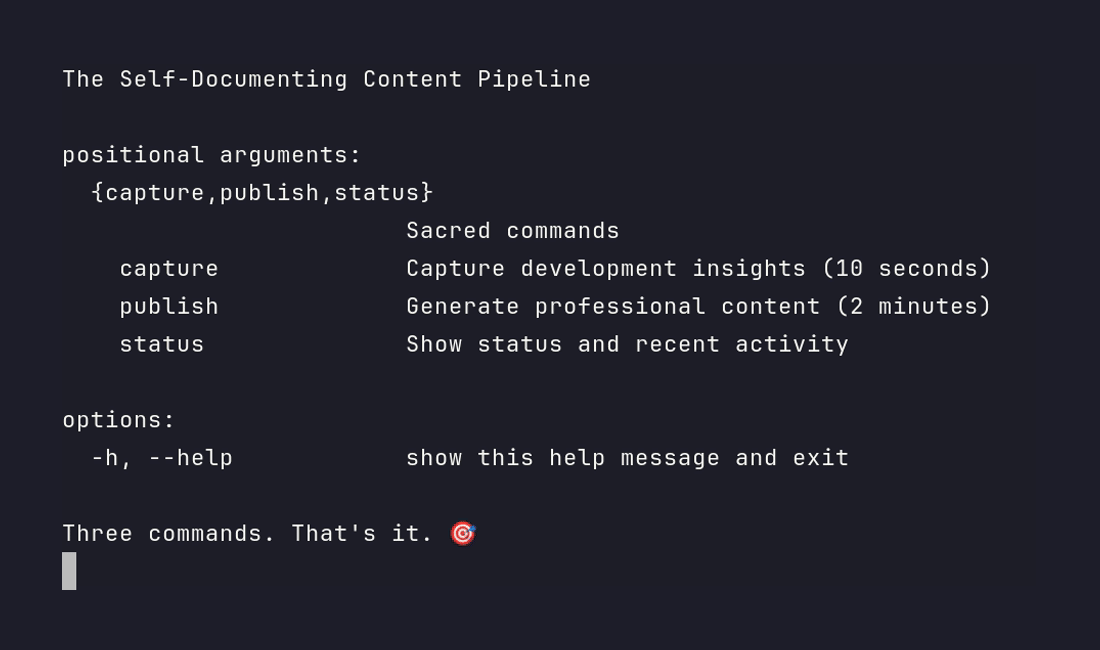 The Self-Documenting Content Pipeline
positional arguments:
{capture,publish,status}
Sacred commands
capture Capture development insights (10 seconds)
publish Generate professional content (2 minutes)
status Show status and recent activity
options:
-h, --help show this help message and exit
Three commands. That's it. 🎯